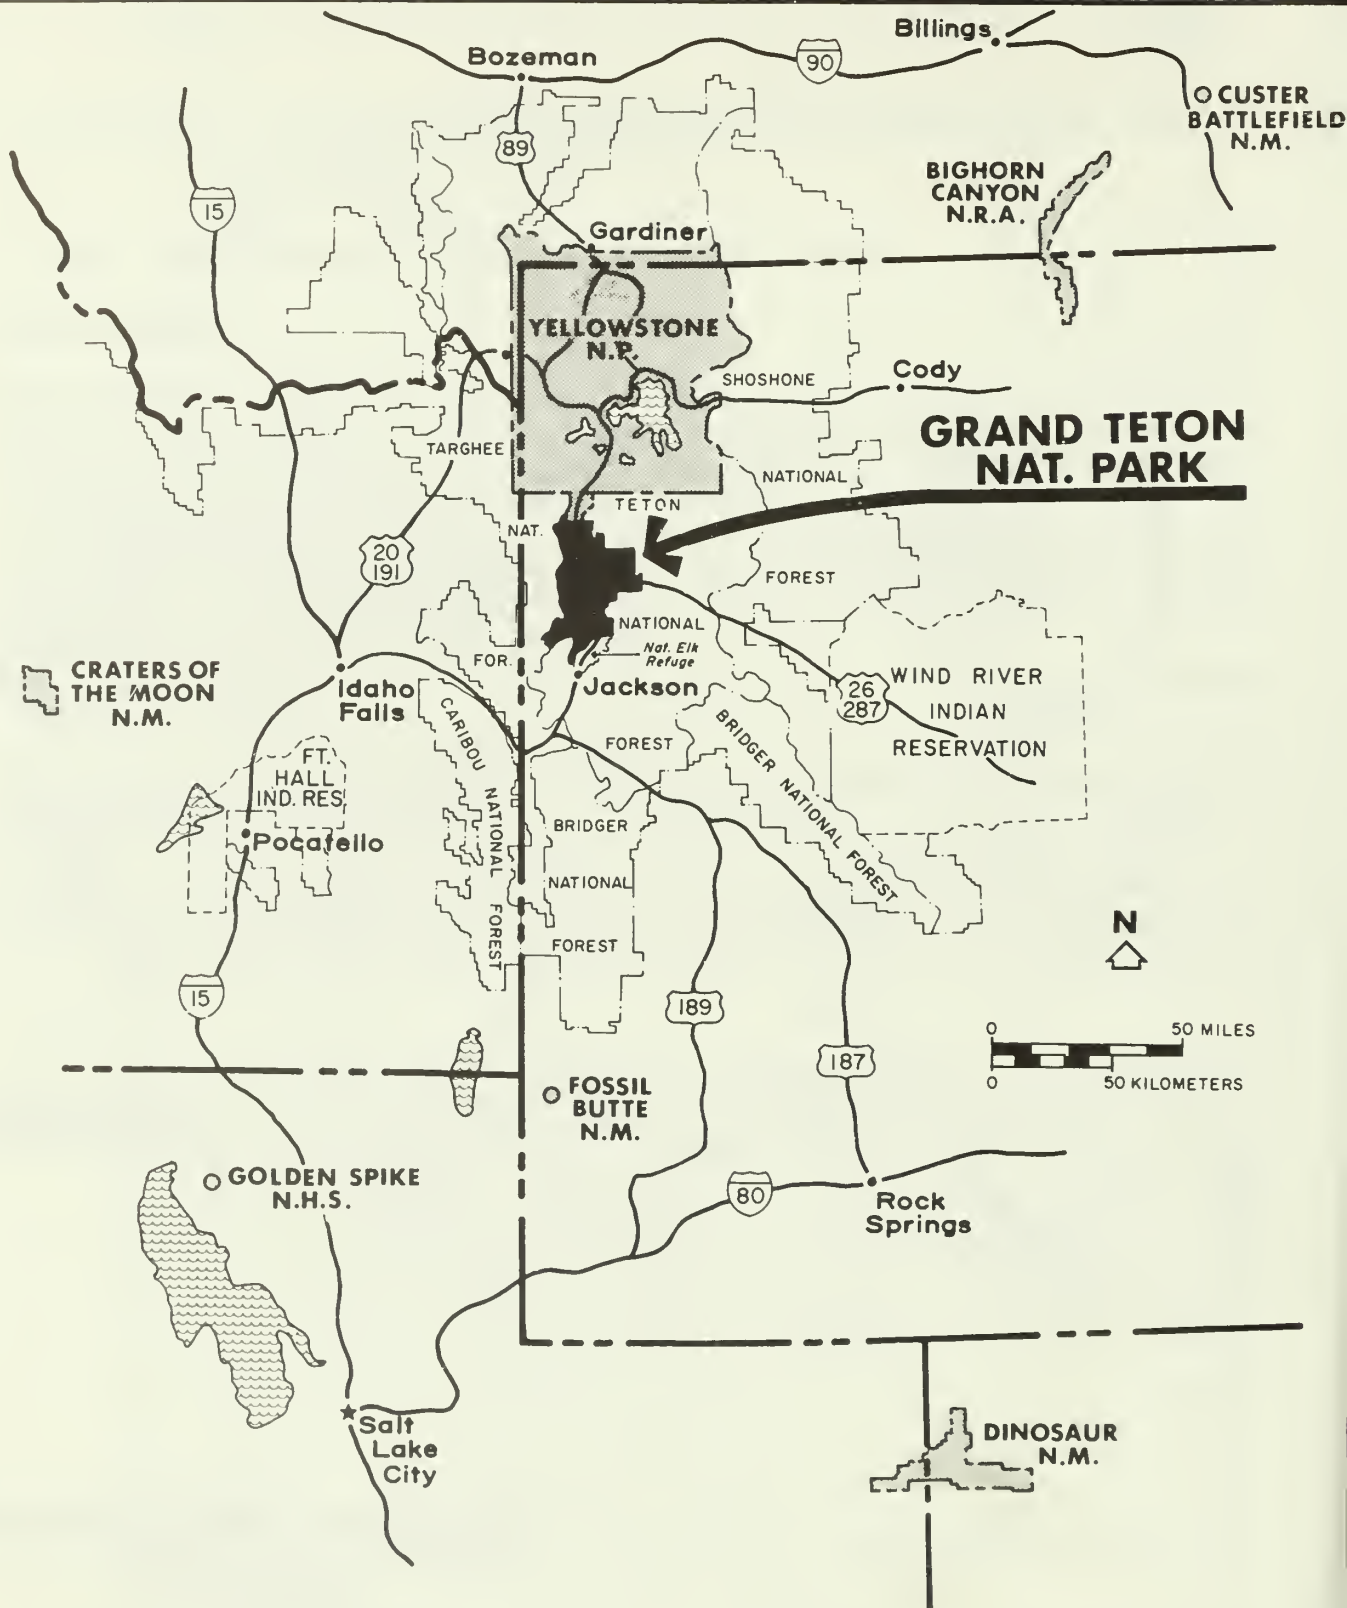 Billings
Bozeman
90
CUSTER
BATTLEFIELD
N.M.
89
BIGHORN
CANYON
N.R.A.
15
Gardiner
YELLOWSTONE
N.P.
SHOSHONE
Cody
GRAND TETON
NAT. PARK
TARGHEE
NATIONAL
TETON
NAT.
20
191
FOREST
NATIONAL
Nat. Elk
Refuge
FOR.
CRATERS OF
THE MOON
N.M.
Idaho
Falls
Jackson
26
287
WIND RIVER
INDIAN
RESERVATION
CARIBOU NATIONAL FOREST
FOREST
BRIDGER NATIONAL FOREST
FT.
HALL
IND. RES.
Pocatello
BRIDGER
NATIONAL
FOREST
N
15
189
187
0 50 MILES
0 50 KILOMETERS
FOSSIL
BUTTE
N.M.
GOLDEN SPIKE
N.H.S.
80
Rock
Springs
Salt
Lake
City
DINOSAUR
N.M.